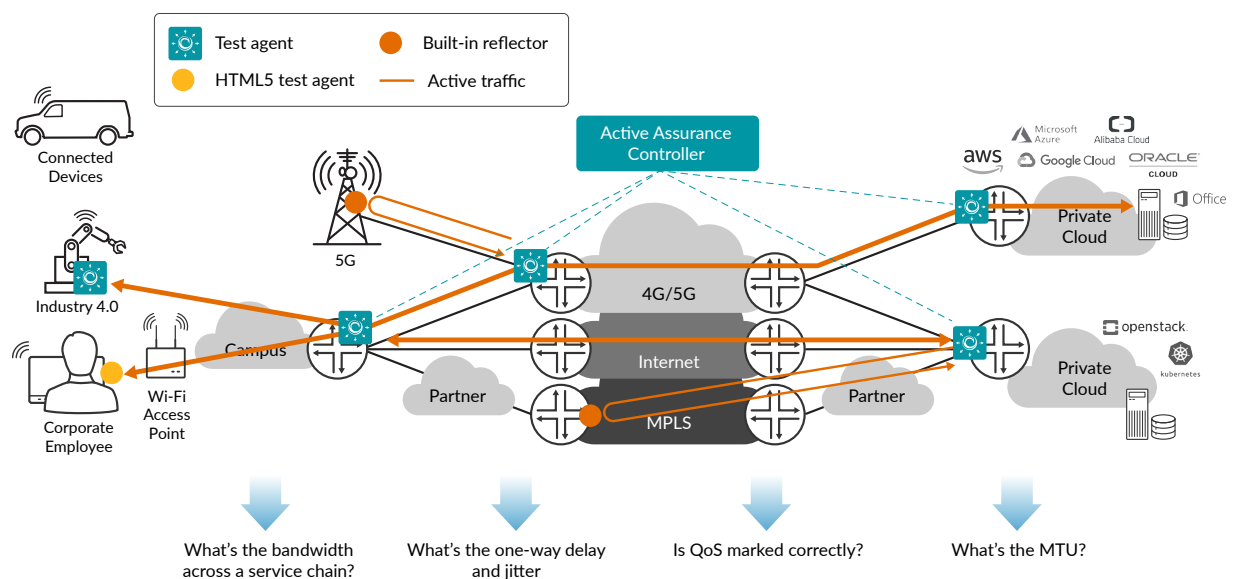 Test agent
Built-in reflector
HTML5 test agent
Active traffic
Connected
Devices
5G
Active Assurance
Controller
Microsoft
Azure
Alibaba Cloud
aws
Google Cloud
ORACLE
CLOUD
Office
Private
Cloud
Industry 4.0
4G/5G
Campus
Internet
openstack.
kubernetes
Private
Cloud
Partner
Partner
MPLS
Wi-Fi
Access
Point
Corporate
Employee
What's the bandwidth
across a service chain?
What's the one-way delay
and jitter
Is QoS marked correctly?
What's the MTU?